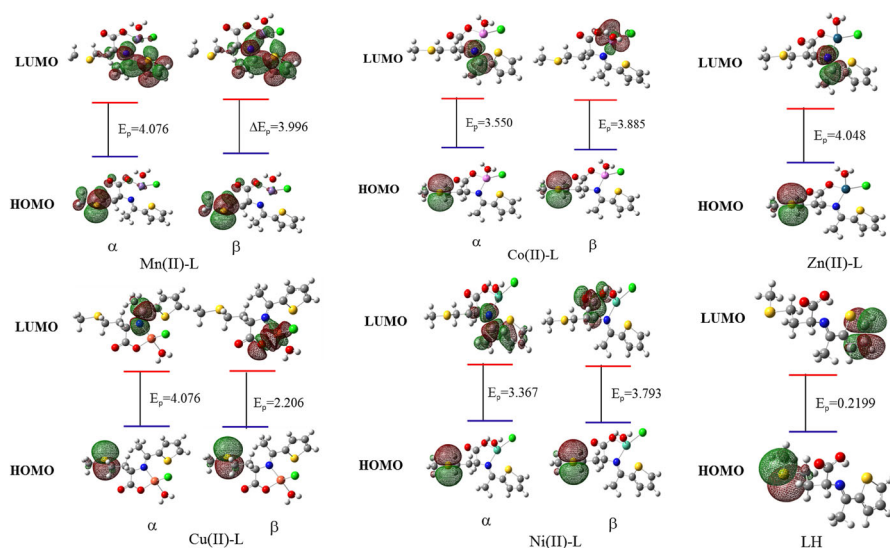 LUMO
E_p=4.076
ΔE_p=3.996
HOMO
α
β
Mn(II)-L
LUMO
E_p=3.550
E_p=3.885
HOMO
α
β
Co(II)-L
LUMO
E_p=4.048
HOMO
Zn(II)-L
LUMO
E_p=4.076
E_p=2.206
HOMO
α
β
Cu(II)-L
LUMO
E_p=3.367
E_p=3.793
HOMO
α
β
Ni(II)-L
LUMO
E_p=0.2199
HOMO
LH